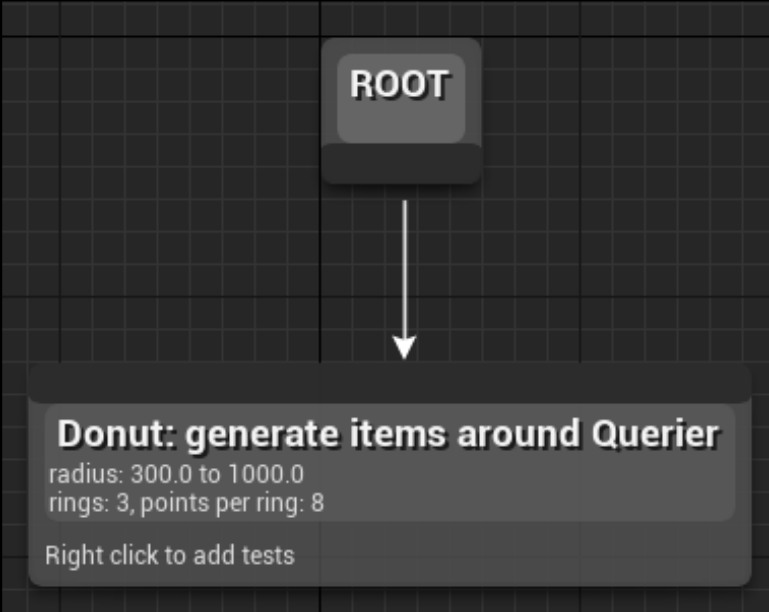 ROOT
Donut: generate items around Querier
radius: 300.0 to 1000.0
rings: 3, points per ring: 8
Right click to add tests